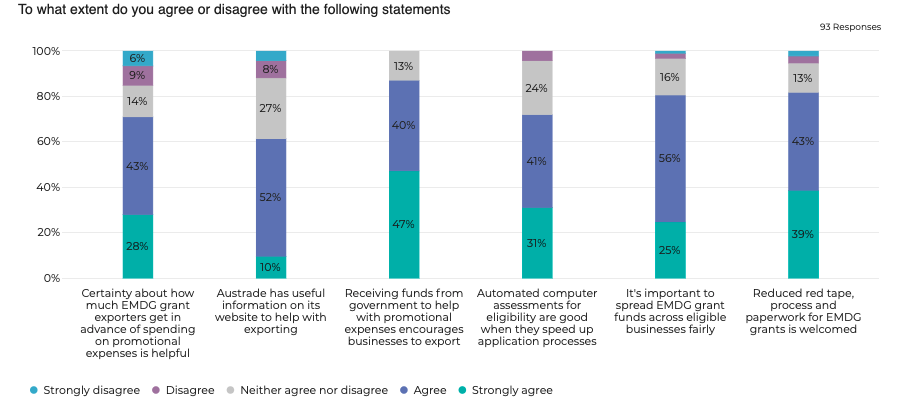 To what extent do you agree or disagree with the following statements
93 Responses
100%
80%
60%
40%
20%
0%
6%
9%
14%
43%
28%
8%
27%
52%
10%
13%
40%
47%
24%
41%
31%
16%
56%
25%
13%
43%
39%
Certainty about how
much EMDG grant
exporters get in
advance of spending
on promotional
expenses is helpful
Austrade has useful
information on its
website to help with
exporting
Receiving funds from
government to help
with promotional
expenses encourages
businesses to export
Automated computer
assessments for
eligibility are good
when they speed up
application processes
It's important to
spread EMDG grant
funds across eligible
businesses fairly
Reduced red tape,
process and
paperwork for EMDG
grants is welcomed
Strongly disagree
Disagree
Neither agree nor disagree
Agree
Strongly agree